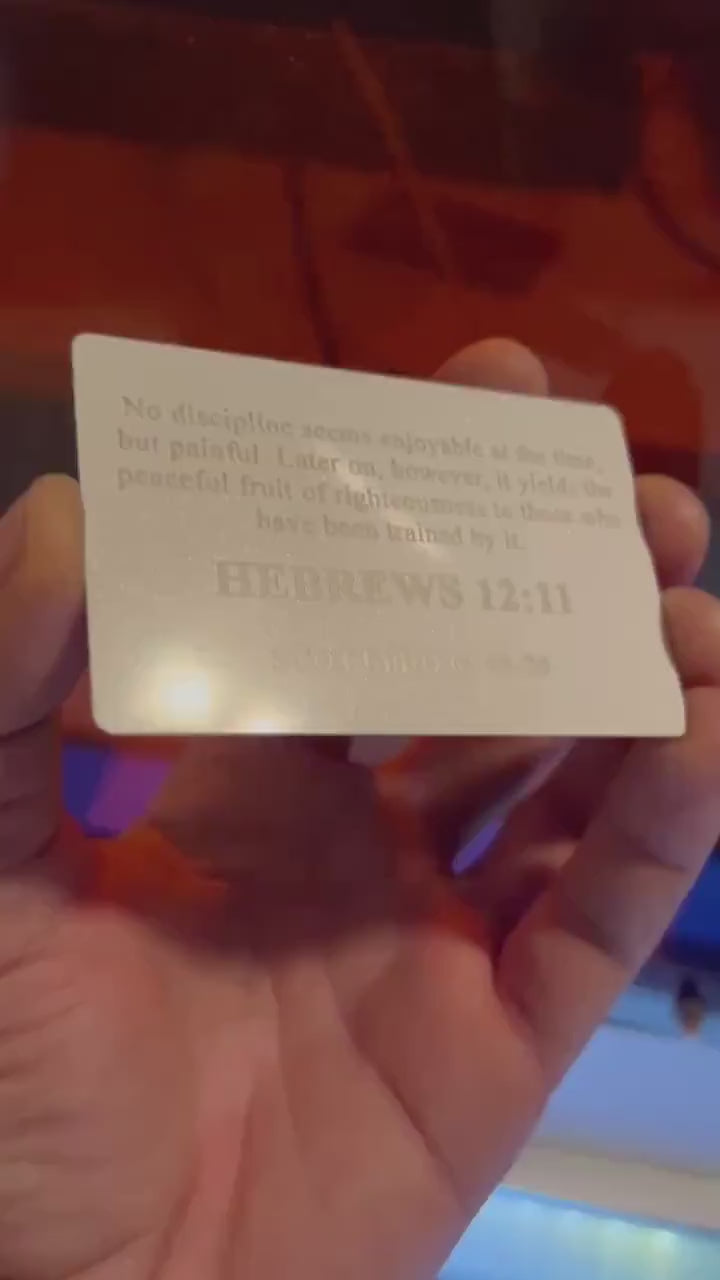 No discipline seems enjoyable at the time,
but painful. Later on, however, it yields the
peaceful fruit of righteousness to those who
have been trained by it.
HEBREWS 12:11